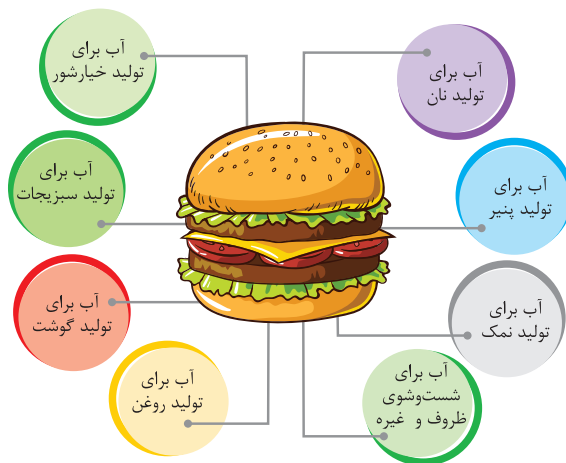 آب برای
تولید نان
آب برای
تولید پنیر
آب برای
تولید نمک
آب برای
شست‌وشوی
ظروف و غیره
آب برای
تولید خیارشور
آب برای
تولید سبزیجات
آب برای
تولید گوشت
آب برای
تولید روغن